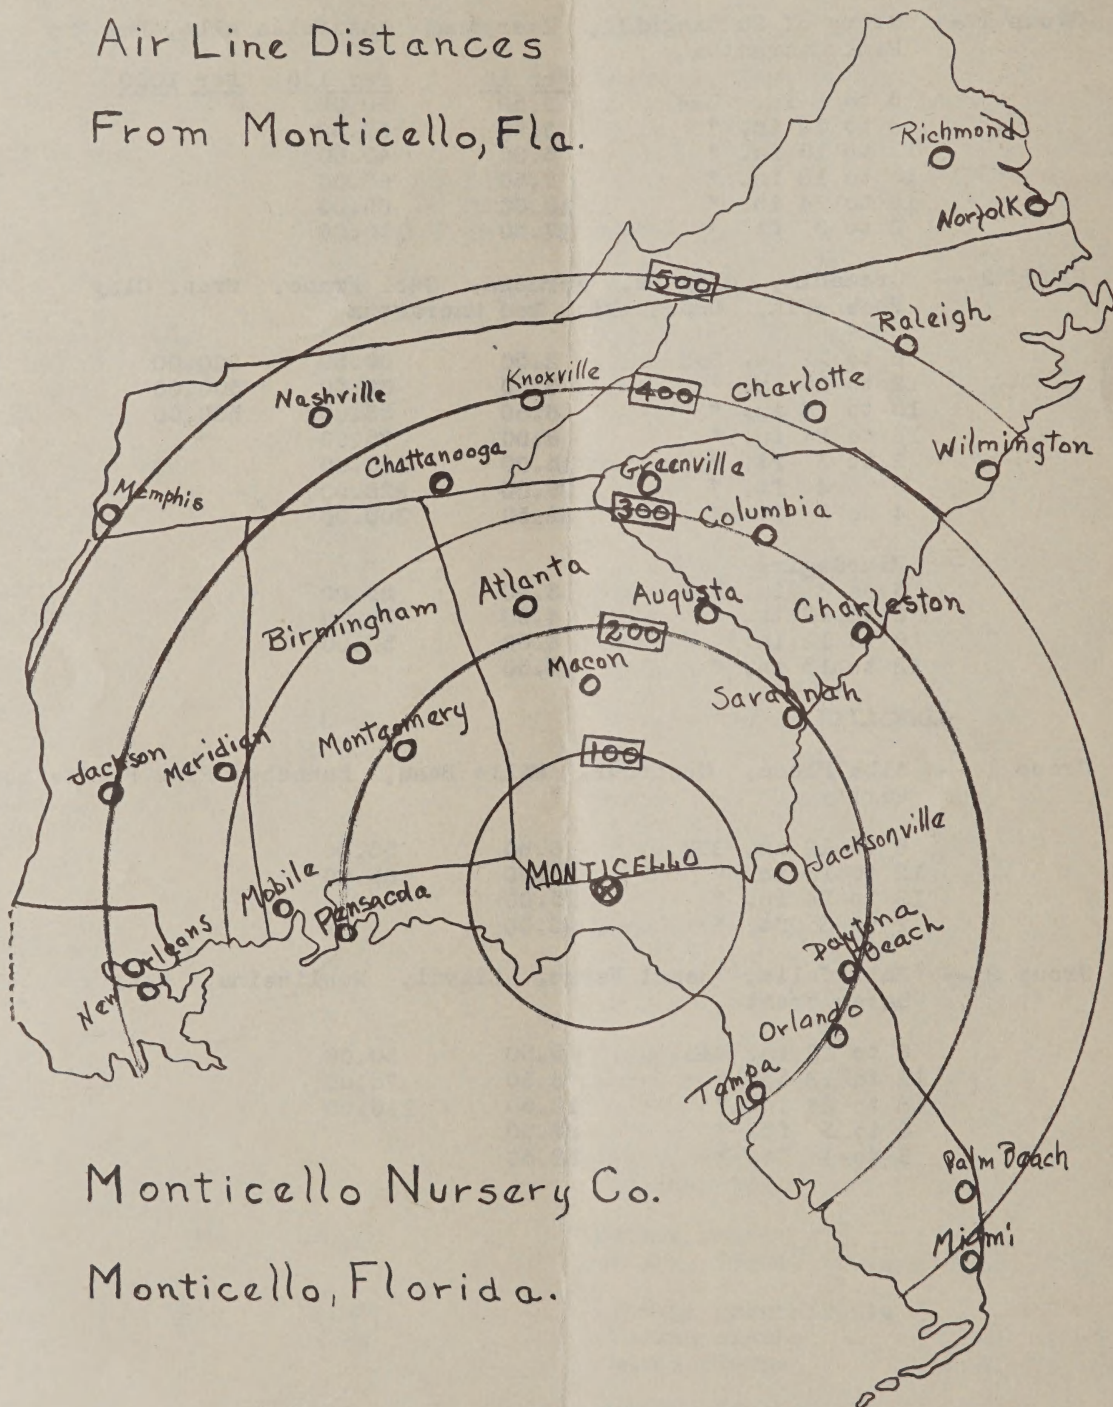 Air Line Distances
From Monticello, Fla.
Richmond
Norfolk
500
Raleigh
Nashville
Knoxville
400
Charlotte
Chattanooga
Greenville
Wilmington
Memphis
300
Columbia
Atlanta
Augusta
Charleston
Birmingham
200
Macon
Savannah
Montgomery
Jackson
Meridian
100
MONTICELLO
Jacksonville
Mobile
Pensacola
New Orleans
Daytona
Beach
Orlando
Tampa
Palm Beach
Miami
Monticello Nursery Co.
Monticello, Florida.